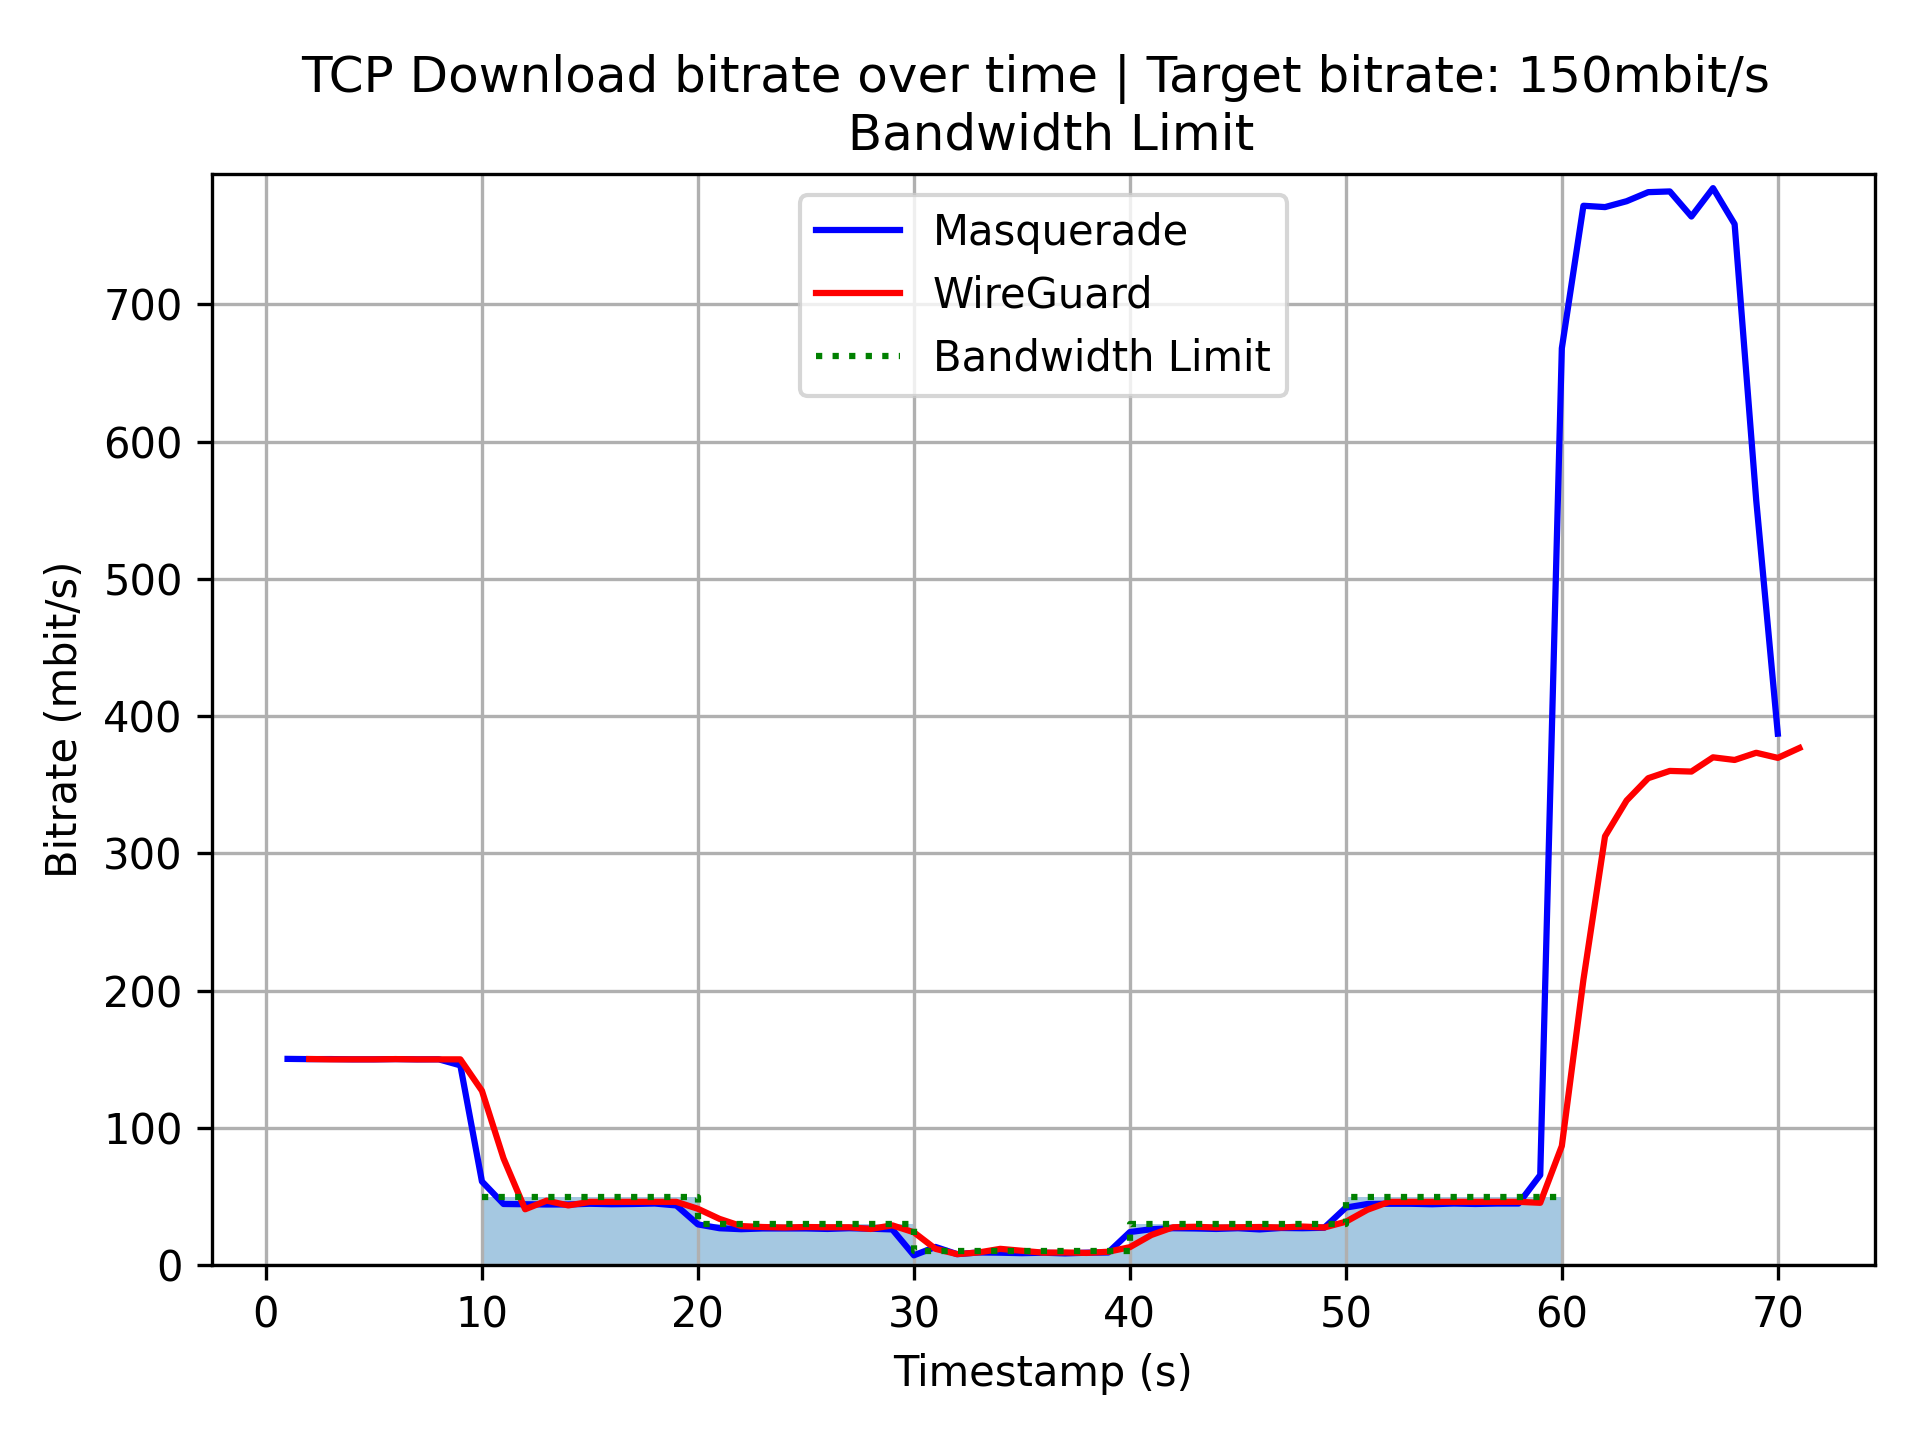 TCP Download bitrate over time | Target bitrate: 150mbit/s
Bandwidth Limit
Masquerade
WireGuard
Bandwidth Limit
Bitrate (mbit/s)
700
600
500
400
300
200
100
0
0 10 20 30 40 50 60 70
Timestamp (s)